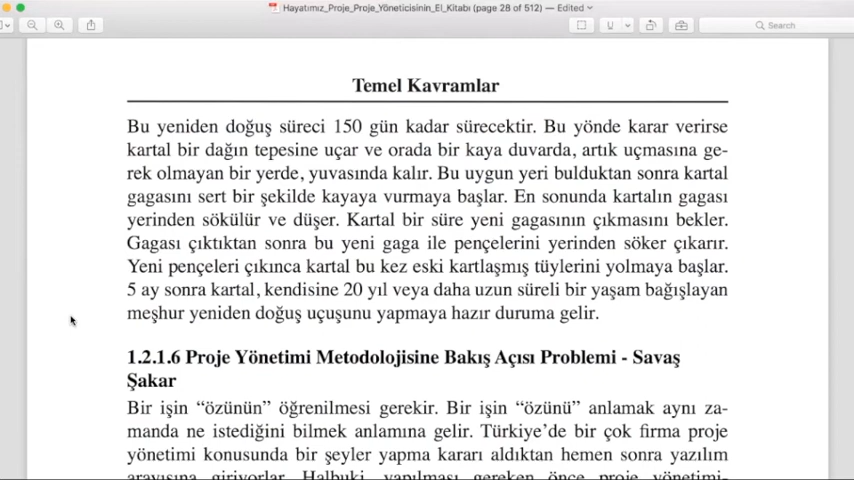 Hayatımız_Proje_Proje_Yöneticisinin_El_Kitabı (page 28 of 512) — Edited
Search
Temel Kavramlar
Bu yeniden doğuş süreci 150 gün kadar sürecektir. Bu yönde karar verirse
kartal bir dağın tepesine uçar ve orada bir kaya duvarda, artık uçmasına ge-
rek olmayan bir yerde, yuvasında kalır. Bu uygun yeri bulduktan sonra kartal
gagasını sert bir şekilde kayaya vurmaya başlar. En sonunda kartalın gagası
yerinden sökülür ve düşer. Kartal bir süre yeni gagasının çıkmasını bekler.
Gagası çıktıktan sonra bu yeni gaga ile pençelerini yerinden söker çıkarır.
Yeni pençeleri çıkınca kartal bu kez eski kartlaşmış tüylerini yolmaya başlar.
5 ay sonra kartal, kendisine 20 yıl veya daha uzun süreli bir yaşam bağışlayan
meşhur yeniden doğuş uçuşunu yapmaya hazır duruma gelir.
1.2.1.6 Proje Yönetimi Metodolojisine Bakış Açısı Problemi - Savaş
Şakar
Bir işin “özünün” öğrenilmesi gerekir. Bir işin “özünü” anlamak aynı za-
manda ne istediğini bilmek anlamına gelir. Türkiye’de bir çok firma proje
yönetimi konusunda bir şeyler yapma kararı aldıktan hemen sonra yazılım
arayışına giriyorlar. Halbuki, yapılması gereken önce proje yönetimi-